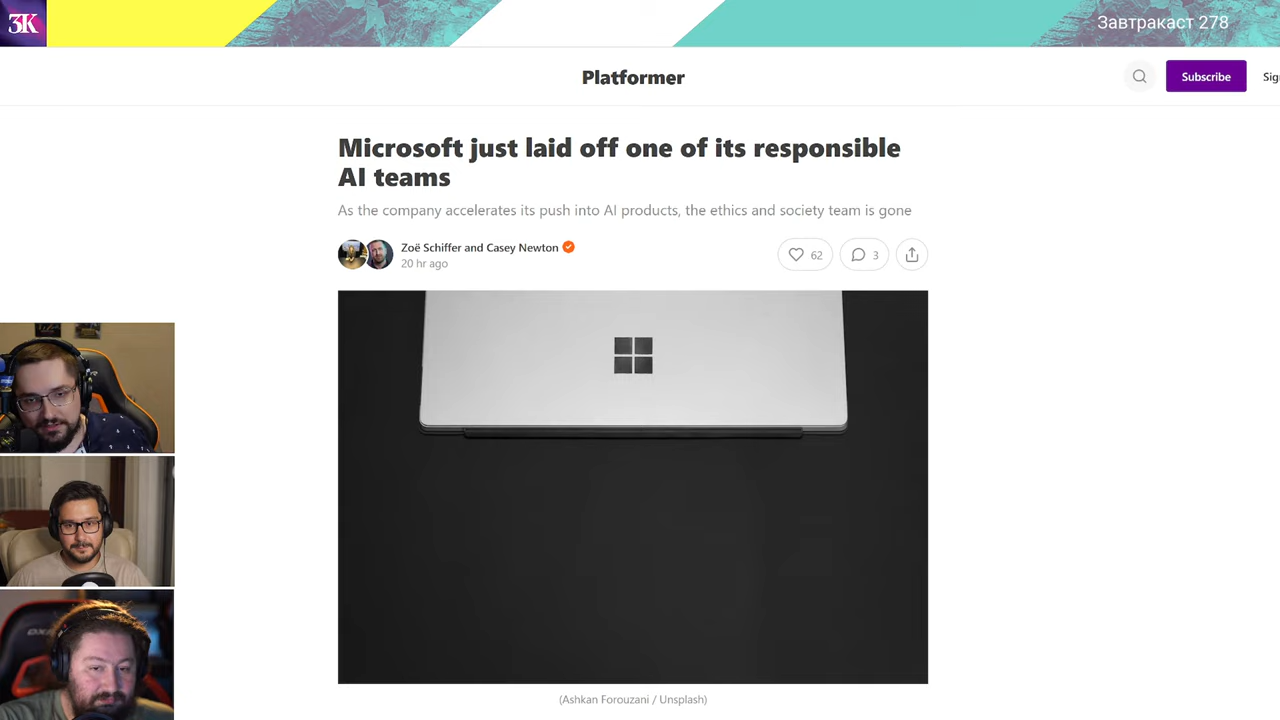 3K
Завтракаст 278
Platformer
Subscribe
Sig
Microsoft just laid off one of its responsible
AI teams
As the company accelerates its push into AI products, the ethics and society team is gone
Zoë Schiffer and Casey Newton
20 hr ago
62
3
(Ashkan Forouzani / Unsplash)